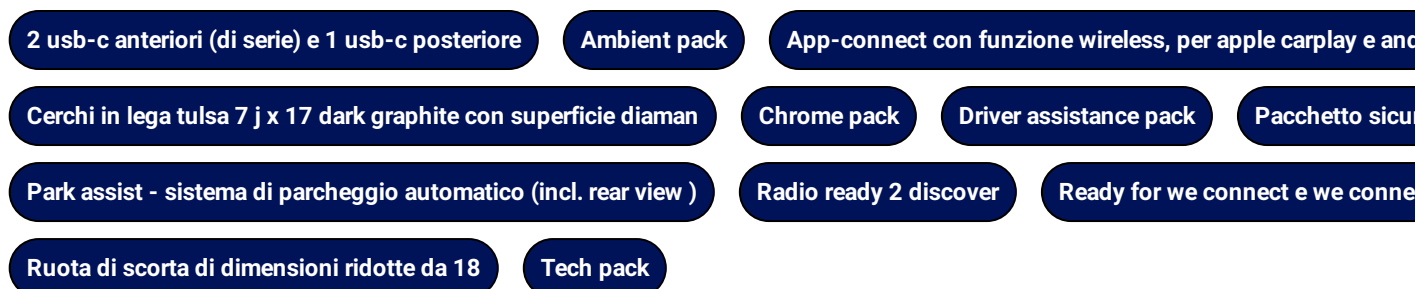 2 usb-c anteriori (di serie) e 1 usb-c posteriore Ambient pack App-connect con funzione wireless, per apple carplay e
Cerchi in lega tulsa 7 j x 17 dark graphite con superficie diaman Chrome pack Driver assistance pack Pacchetto
Park assist - sistema di parcheggio automatico (incl. rear view ) Radio ready 2 discover Ready for we connect e we
Ruota di scorta di dimensioni ridotte da 18 Tech pack